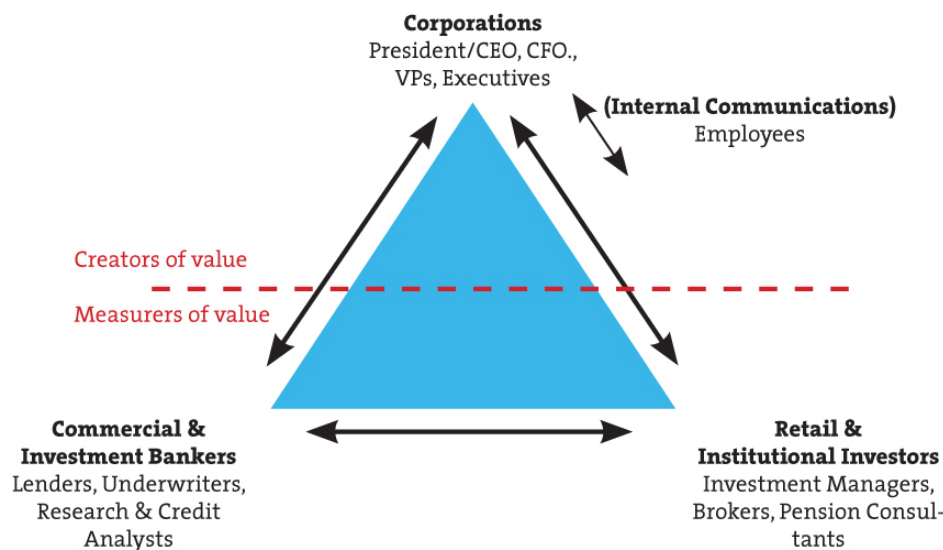 Corporations
President/CEO, CFO.,
VPs, Executives
(Internal Communications)
Employees
Creators of value
Measurers of value
Commercial &
Investment Bankers
Lenders, Underwriters,
Research & Credit
Analysts
Retail &
Institutional Investors
Investment Managers,
Brokers, Pension Consul-
tants